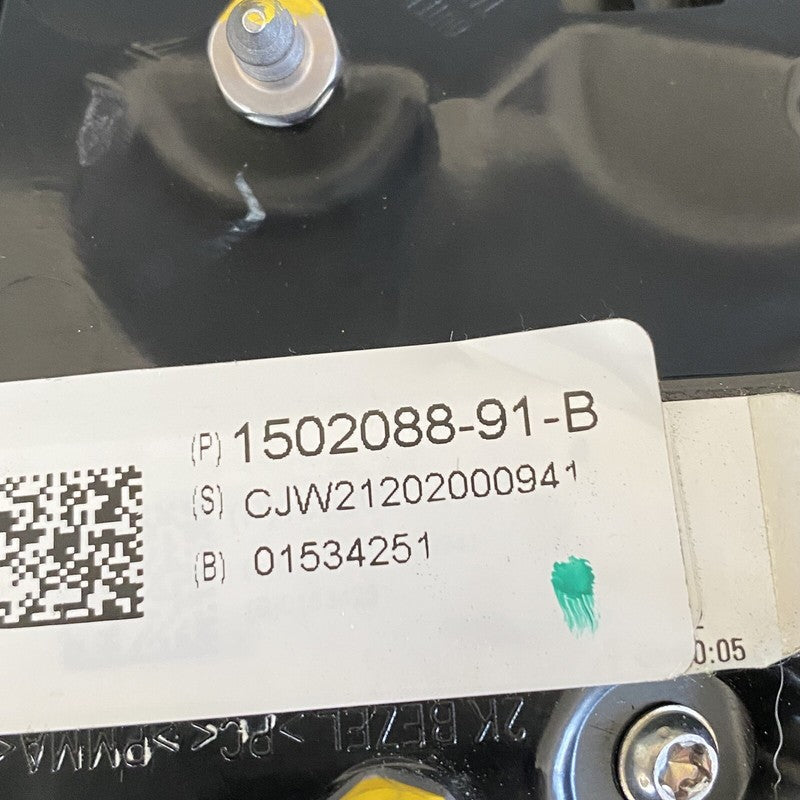 (P) 1502088-91-B
(S) CJW21202000941
(B) 01534251
0:05
2K BEZEL >PC< >PMMA<